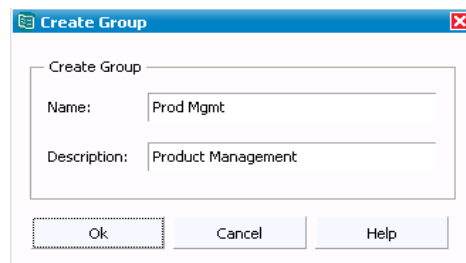 Create Group
Create Group
Name: Prod Mgmt
Description: Product Management
Ok Cancel Help